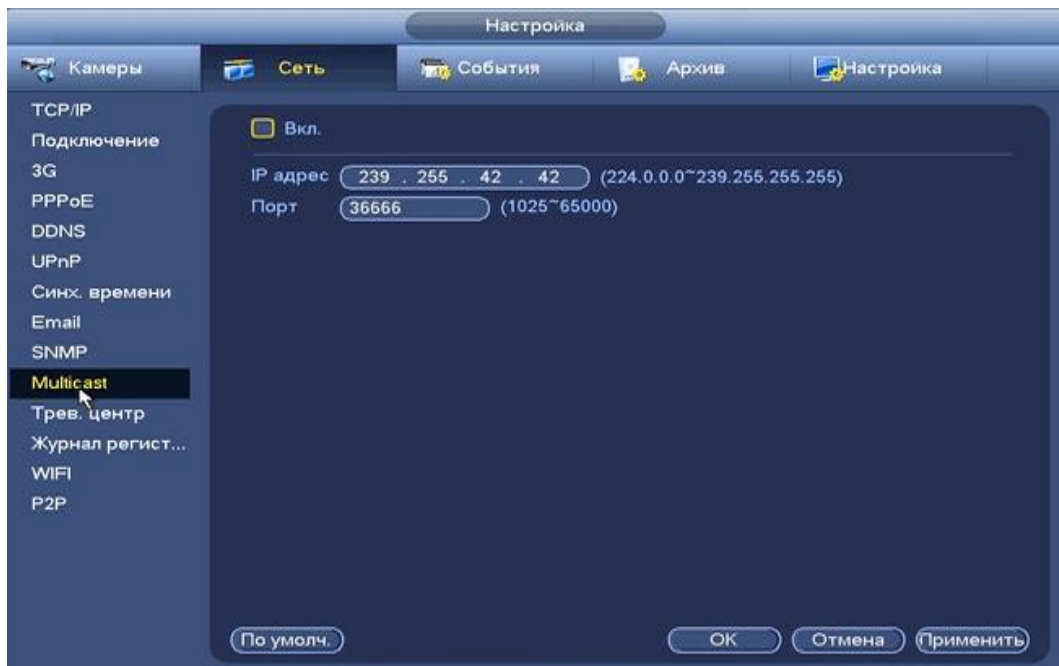 Настройка
Камеры Сеть События Архив Настройка
TCP/IP
Подключение
3G
PPPoE
DDNS
UPnP
Синх. времени
Email
SNMP
Multicast
Трев. центр
Журнал регист...
WIFI
P2P
Вкл.
IP адрес 239 . 255 . 42 . 42 (224.0.0.0~239.255.255.255)
Порт 36666 (1025~65000)
По умолч. OK Отмена Применить